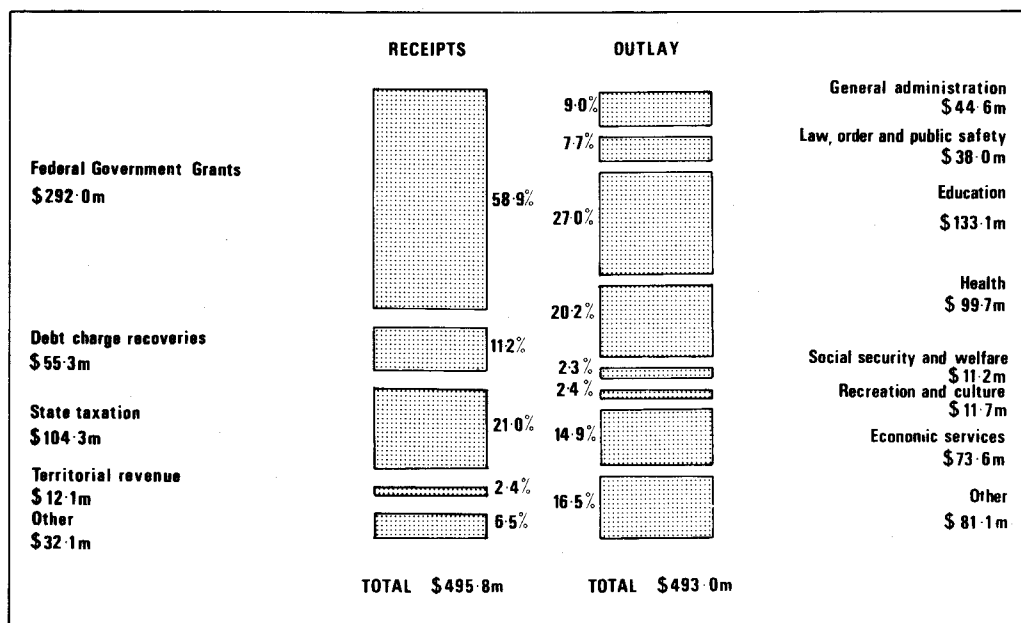 RECEIPTS
OUTLAY
Federal Government Grants
$292·0m
58·9%
Debt charge recoveries
$55·3m
11·2%
State taxation
$104·3m
21·0%
Territorial revenue
$12·1m
2·4%
Other
$32·1m
6·5%
TOTAL $495·8m
9·0%
General administration
$44·6m
7·7%
Law, order and public safety
$38·0m
27·0%
Education
$133·1m
20·2%
Health
$99·7m
2·3%
Social security and welfare
$11·2m
2·4%
Recreation and culture
$11·7m
14·9%
Economic services
$73·6m
16·5%
Other
$81·1m
TOTAL $493·0m